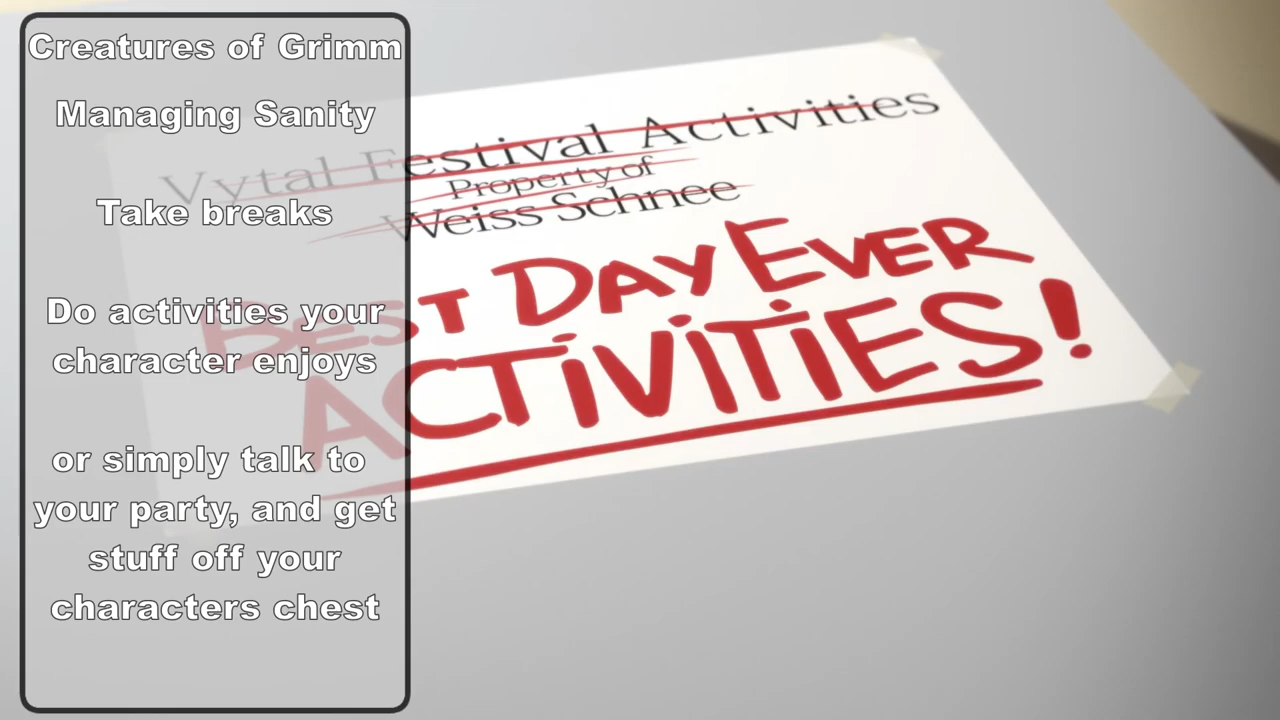 Creatures of Grimm
Managing Sanity
Take breaks
Do activities your
character enjoys
or simply talk to
your party, and get
stuff off your
characters chest
Vytal Festival Activities
Property of
Weiss Schnee
BEST DAY EVER
ACTIVITIES!